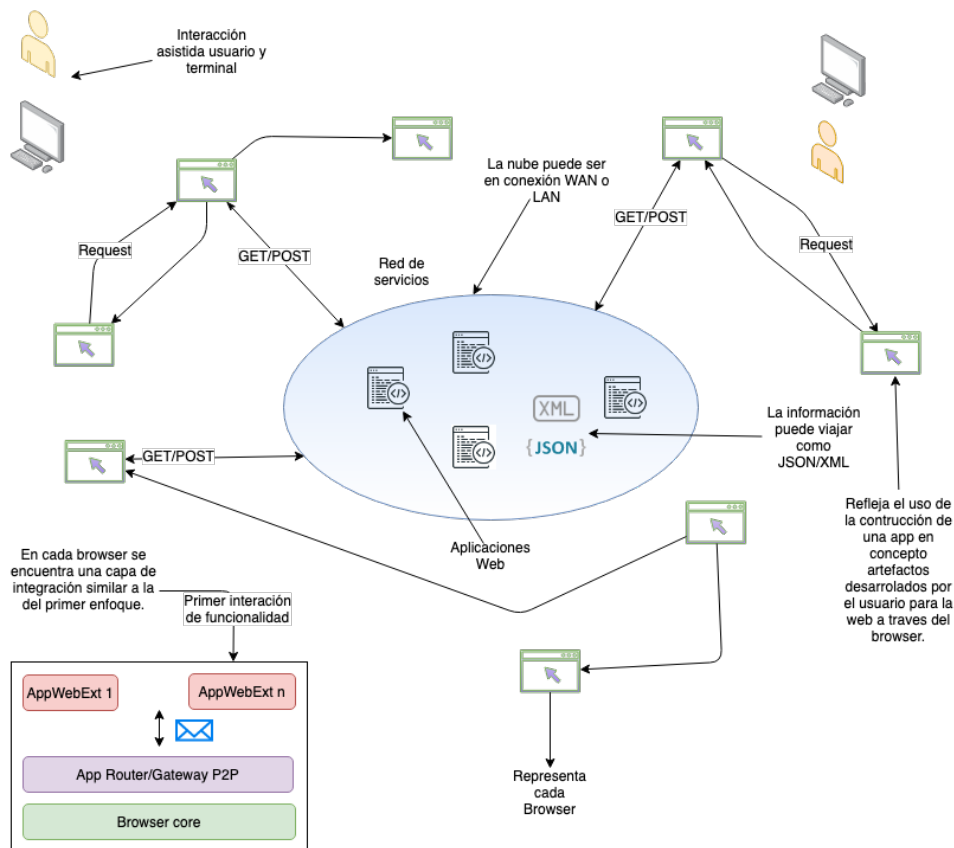 Interacción
asistida usuario y
terminal
La nube puede ser
en conexión WAN o
LAN
GET/POST
Request
Request
GET/POST
Red de
servicios
</>
</>
</>
</>
XML
{JSON}
GET/POST
La información
puede viajar
como
JSON/XML
Aplicaciones
Web
Refleja el uso de
la contrucción de
una app en
concepto
artefactos
desarrolados por
el usuario para la
web a traves del
browser.
En cada browser se
encuentra una capa de
integración similar a la
del primer enfoque.
Primer interación
de funcionalidad
AppWebExt 1
AppWebExt n
App Router/Gateway P2P
Browser core
Representa
cada
Browser